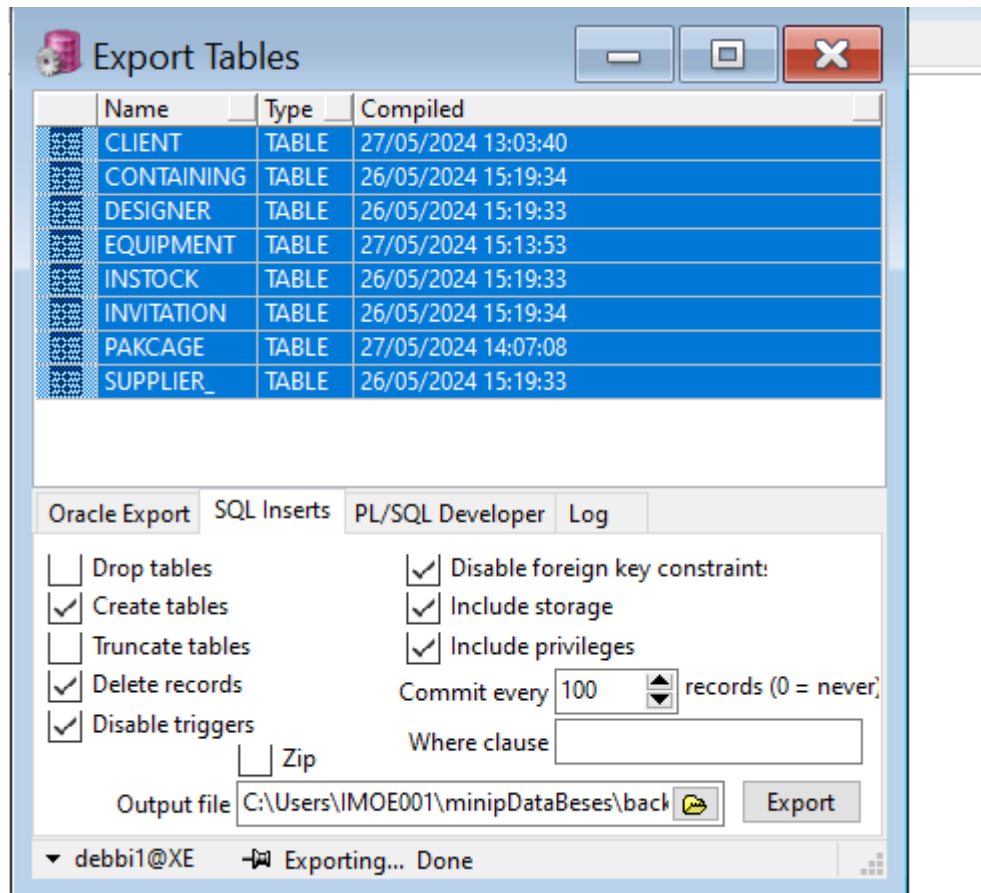 Export Tables
Name Type Compiled
CLIENT TABLE 27/05/2024 13:03:40
CONTAINING TABLE 26/05/2024 15:19:34
DESIGNER TABLE 26/05/2024 15:19:33
EQUIPMENT TABLE 27/05/2024 15:13:53
INSTOCK TABLE 26/05/2024 15:19:33
INVITATION TABLE 26/05/2024 15:19:34
PAKCAGE TABLE 27/05/2024 14:07:08
SUPPLIER_ TABLE 26/05/2024 15:19:33
Oracle Export SQL Inserts PL/SQL Developer Log
Drop tables Disable foreign key constraint:
Create tables Include storage
Truncate tables Include privileges
Delete records Commit every 100 records (0 = never)
Disable triggers Where clause
Zip
Output file C:\Users\IMOE001\minipDataBeses\back Export
debbi1@XE Exporting... Done